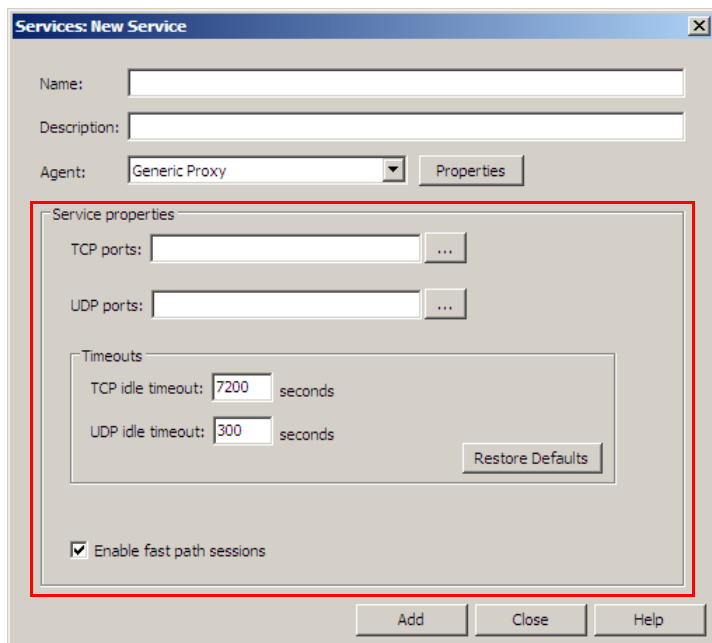 Services: New Service
Name:
Description:
Agent: Generic Proxy Properties
Service properties
TCP ports: ...
UDP ports: ...
Timeouts
TCP idle timeout: 7200 seconds
UDP idle timeout: 300 seconds
Restore Defaults
Enable fast path sessions
Add Close Help